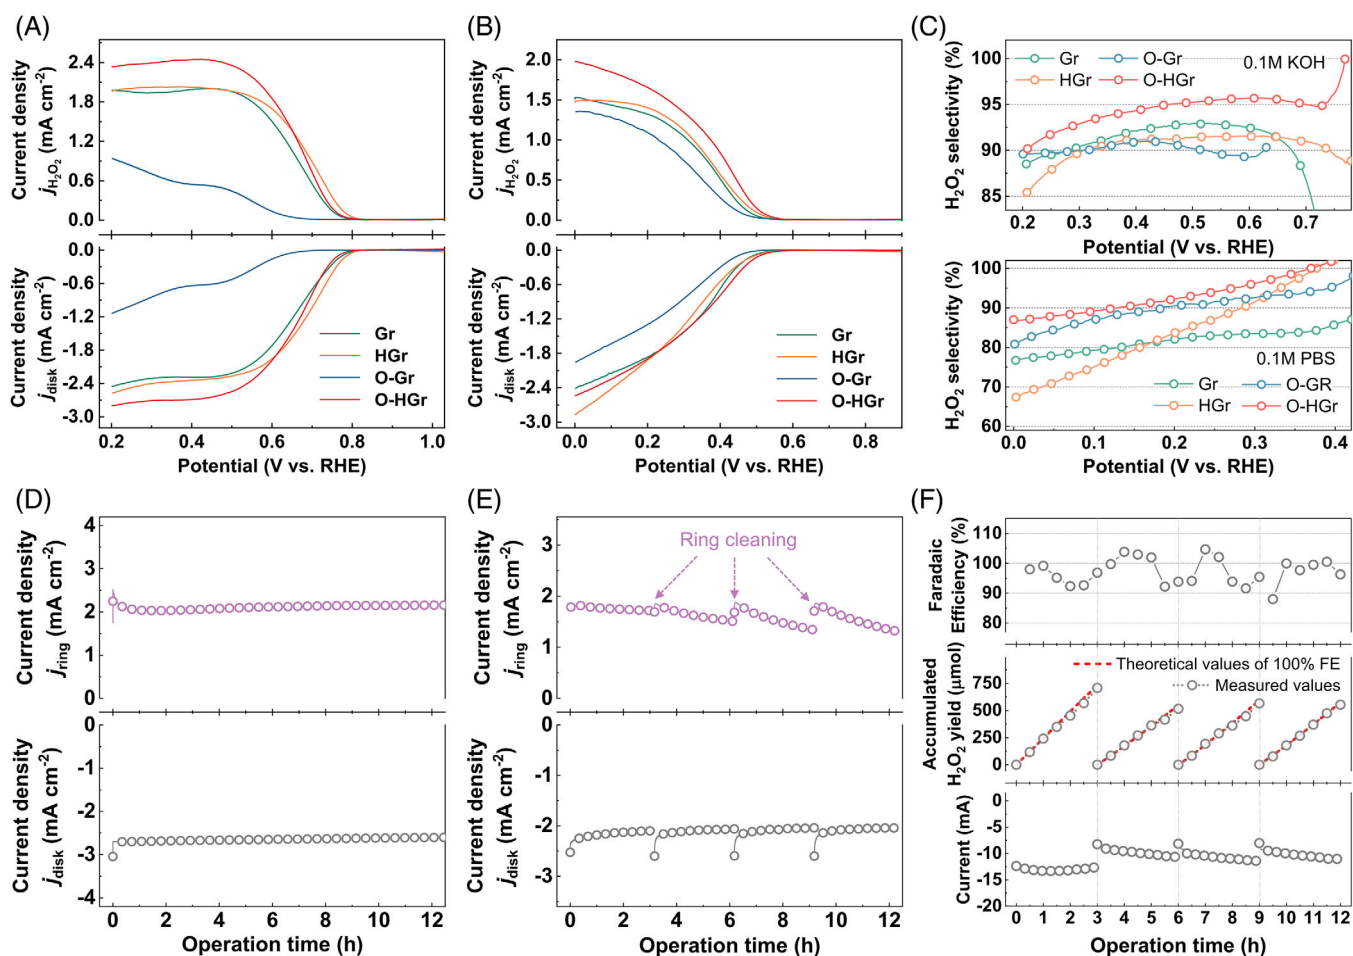 (A)
Current density
j H₂O₂ (mA cm⁻²)
2.4
1.8
1.2
0.6
0.0
Current density
j disk (mA cm⁻²)
0.0
-0.6
-1.2
-1.8
-2.4
-3.0
Gr
HGr
O-Gr
O-HGr
0.2 0.4 0.6 0.8 1.0
Potential (V vs. RHE)
(B)
Current density
j H₂O₂ (mA cm⁻²)
2.0
1.5
1.0
0.5
0.0
Current density
j disk (mA cm⁻²)
0.0
-0.6
-1.2
-1.8
-2.4
-3.0
Gr
HGr
O-Gr
O-HGr
0.0 0.2 0.4 0.6 0.8
Potential (V vs. RHE)
(C)
H₂O₂ selectivity (%)
100
95
90
85
Gr O-Gr
HGr O-HGr
0.1M KOH
0.2 0.3 0.4 0.5 0.6 0.7
Potential (V vs. RHE)
H₂O₂ selectivity (%)
100
90
80
70
60
0.1M PBS
Gr O-GR
HGr O-HGr
0.0 0.1 0.2 0.3 0.4
Potential (V vs. RHE)
(D)
Current density
j ring (mA cm⁻²)
4
3
2
1
0
Current density
j disk (mA cm⁻²)
0
-1
-2
-3
-4
0 2 4 6 8 10 12
Operation time (h)
(E)
Current density
j ring (mA cm⁻²)
3
2
1
0
Ring cleaning
Current density
j disk (mA cm⁻²)
0
-1
-2
-3
0 3 6 9 12
Operation time (h)
(F)
Faradaic
Efficiency (%)
110
100
90
80
Accumulated
H₂O₂ yield (μmol)
750
500
250
0
Theoretical values of 100% FE
Measured values
Current (mA)
0
-5
-10
-15
-20
0 1 2 3 4 5 6 7 8 9 10 11 12
Operation time (h)